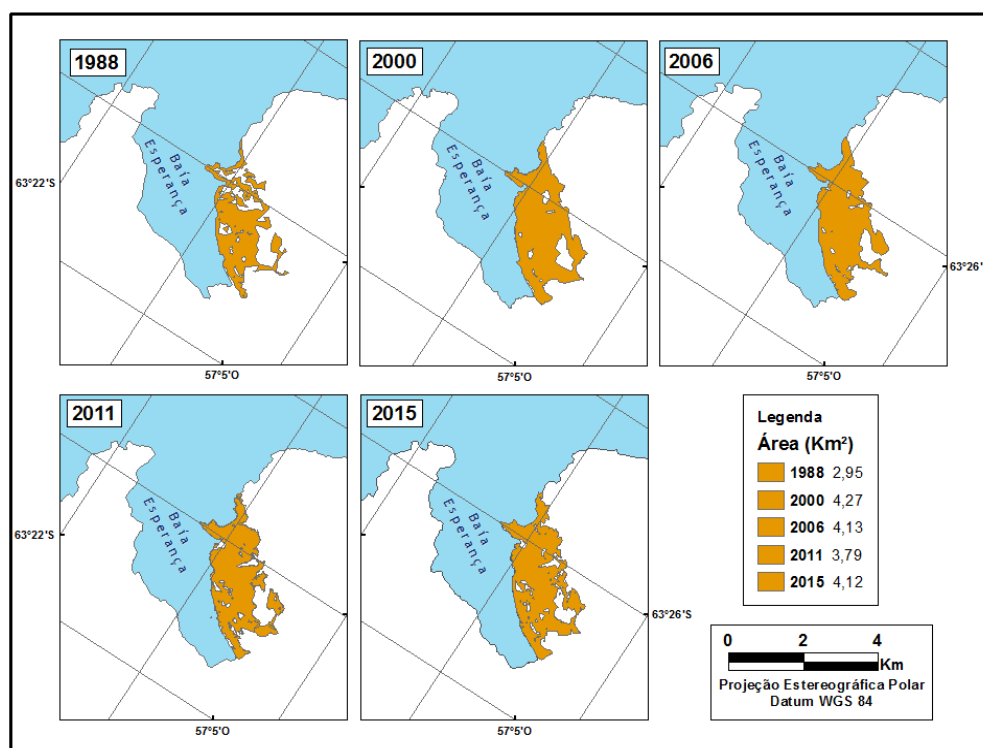 1988
2000
2006
Baía
Esperança
Baía
Esperança
Baía
Esperança
63°22'S
63°26'
57°5'O
57°5'O
57°5'O
2011
2015
Baía
Esperança
Baía
Esperança
63°22'S
63°26'S
57°5'O
57°5'O
Legenda
Área (Km²)
1988 2,95
2000 4,27
2006 4,13
2011 3,79
2015 4,12
0 2 4
Km
Projeção Estereográfica Polar
Datum WGS 84